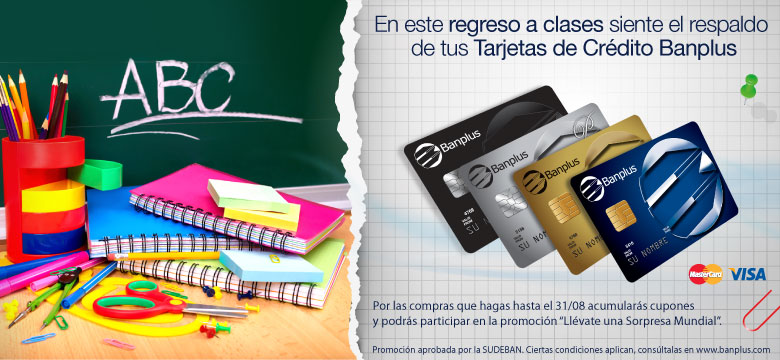 ABC
En este regreso a clases siente el respaldo
de tus Tarjetas de Crédito Banplus
Banplus
Banplus
Banplus
Banplus
SU NOMBRE
MasterCard VISA
Por las compras que hagas hasta el 31/08 acumularás cupones
y podrás participar en la promoción “Llévate una Sorpresa Mundial”.
Promoción aprobada por la SUDEBAN. Ciertas condiciones aplican, consúltalas en www.banplus.com